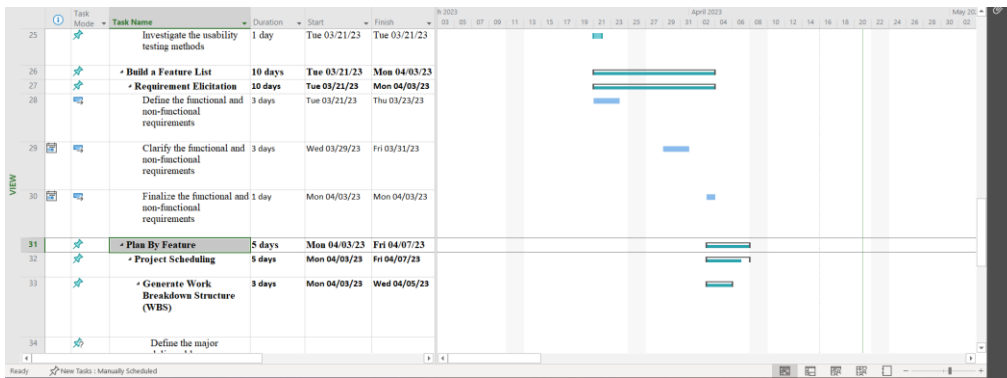 h 2023 April 2023 May 20
Task Mode Task Name Duration Start Finish 03 05 07 09 11 13 15 17 19 21 23 25 27 29 31 02 04 06 08 10 12 14 16 18 20 22 24 26 28 30 02
25 Investigate the usability 1 day Tue 03/21/23 Tue 03/21/23
testing methods
26 Build a Feature List 10 days Tue 03/21/23 Mon 04/03/23
27 Requirement Elicitation 10 days Tue 03/21/23 Mon 04/03/23
28 Define the functional and 3 days Tue 03/21/23 Thu 03/23/23
non-functional
requirements
29 Clarify the functional and 3 days Wed 03/29/23 Fri 03/31/23
non-functional
requirements
VIEW
30 Finalize the functional and 1 day Mon 04/03/23 Mon 04/03/23
non-functional
requirements
31 Plan By Feature 5 days Mon 04/03/23 Fri 04/07/23
32 Project Scheduling 5 days Mon 04/03/23 Fri 04/07/23
33 Generate Work 3 days Mon 04/03/23 Wed 04/05/23
Breakdown Structure
(WBS)
34 Define the major
Ready New Tasks : Manually Scheduled